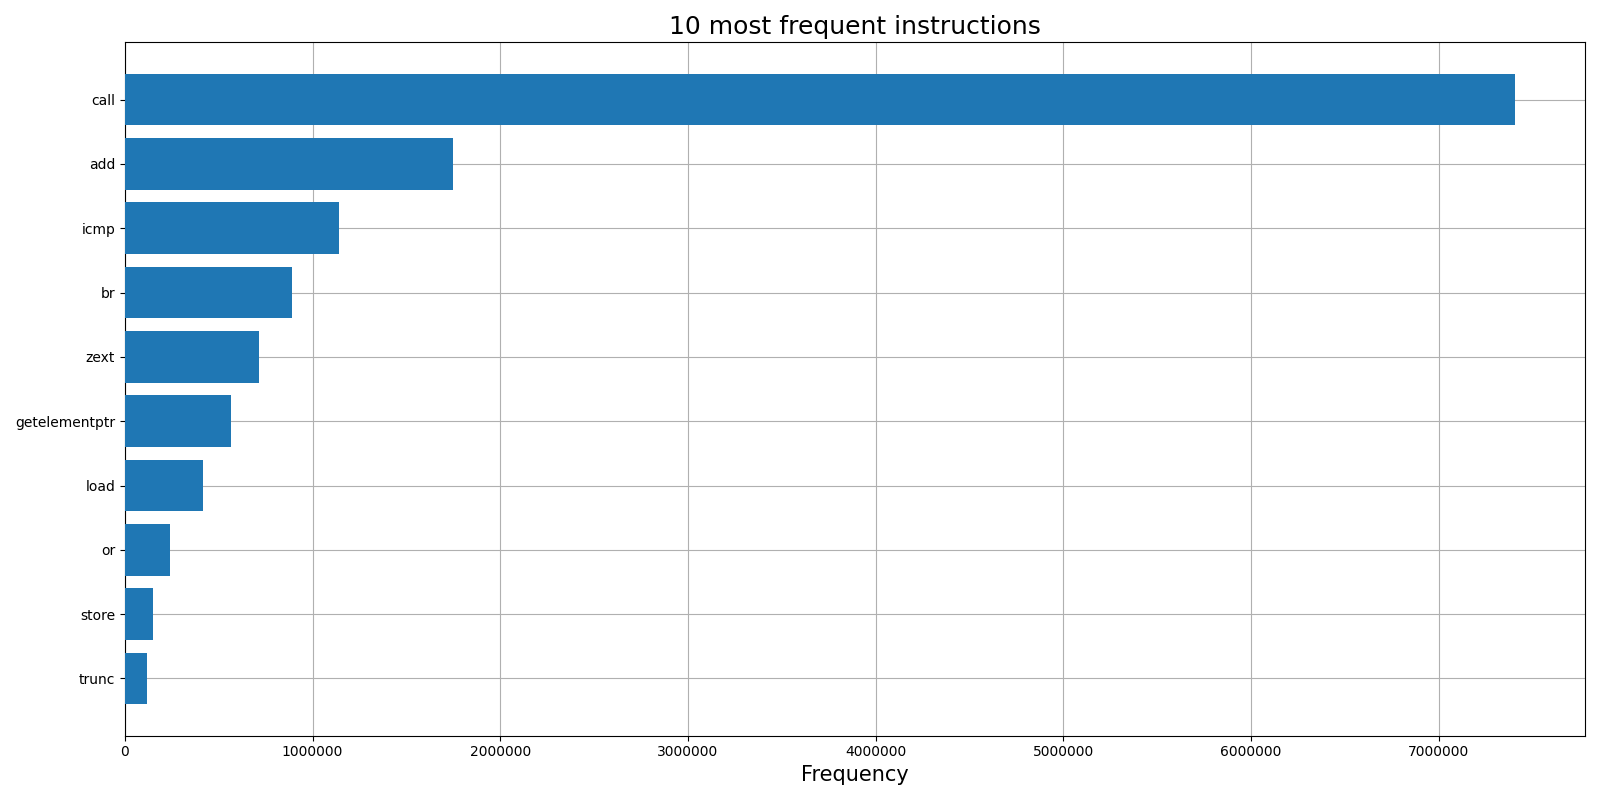 10 most frequent instructions
call
add
icmp
br
zext
getelementptr
load
or
store
trunc
0 1000000 2000000 3000000 4000000 5000000 6000000 7000000
Frequency